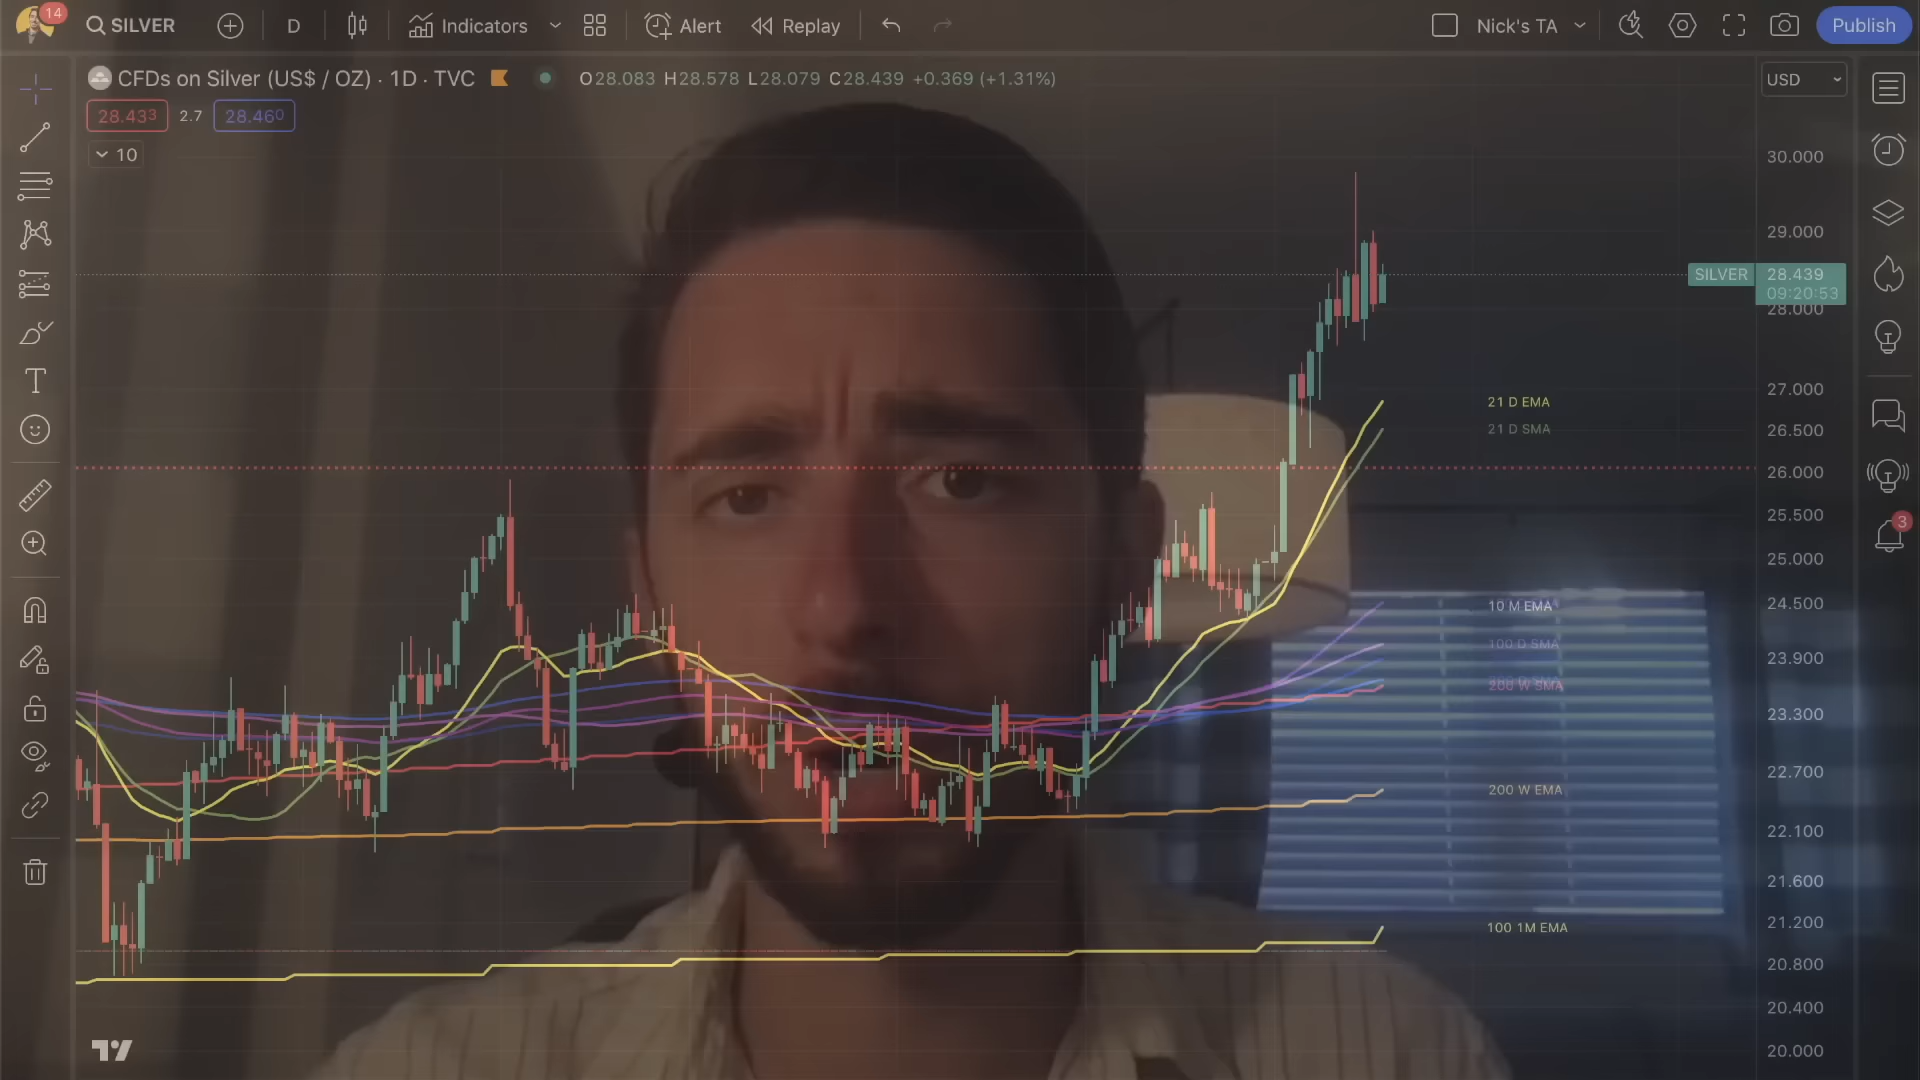 14
SILVER
D
Indicators
Alert
Replay
Nick's TA
Publish
CFDs on Silver (US$ / OZ) · 1D · TVC
O28.083 H28.578 L28.079 C28.439 +0.369 (+1.31%)
USD
28.433
2.7
28.460
10
30.000
29.000
SILVER
28.439
09:20:53
28.000
27.000
21 D EMA
21 D SMA
26.500
26.000
25.500
3
25.000
24.500
10 M EMA
100 D SMA
23.900
200 W SMA
23.300
22.700
200 W EMA
22.100
21.600
21.200
100 1M EMA
20.800
20.400
20.000